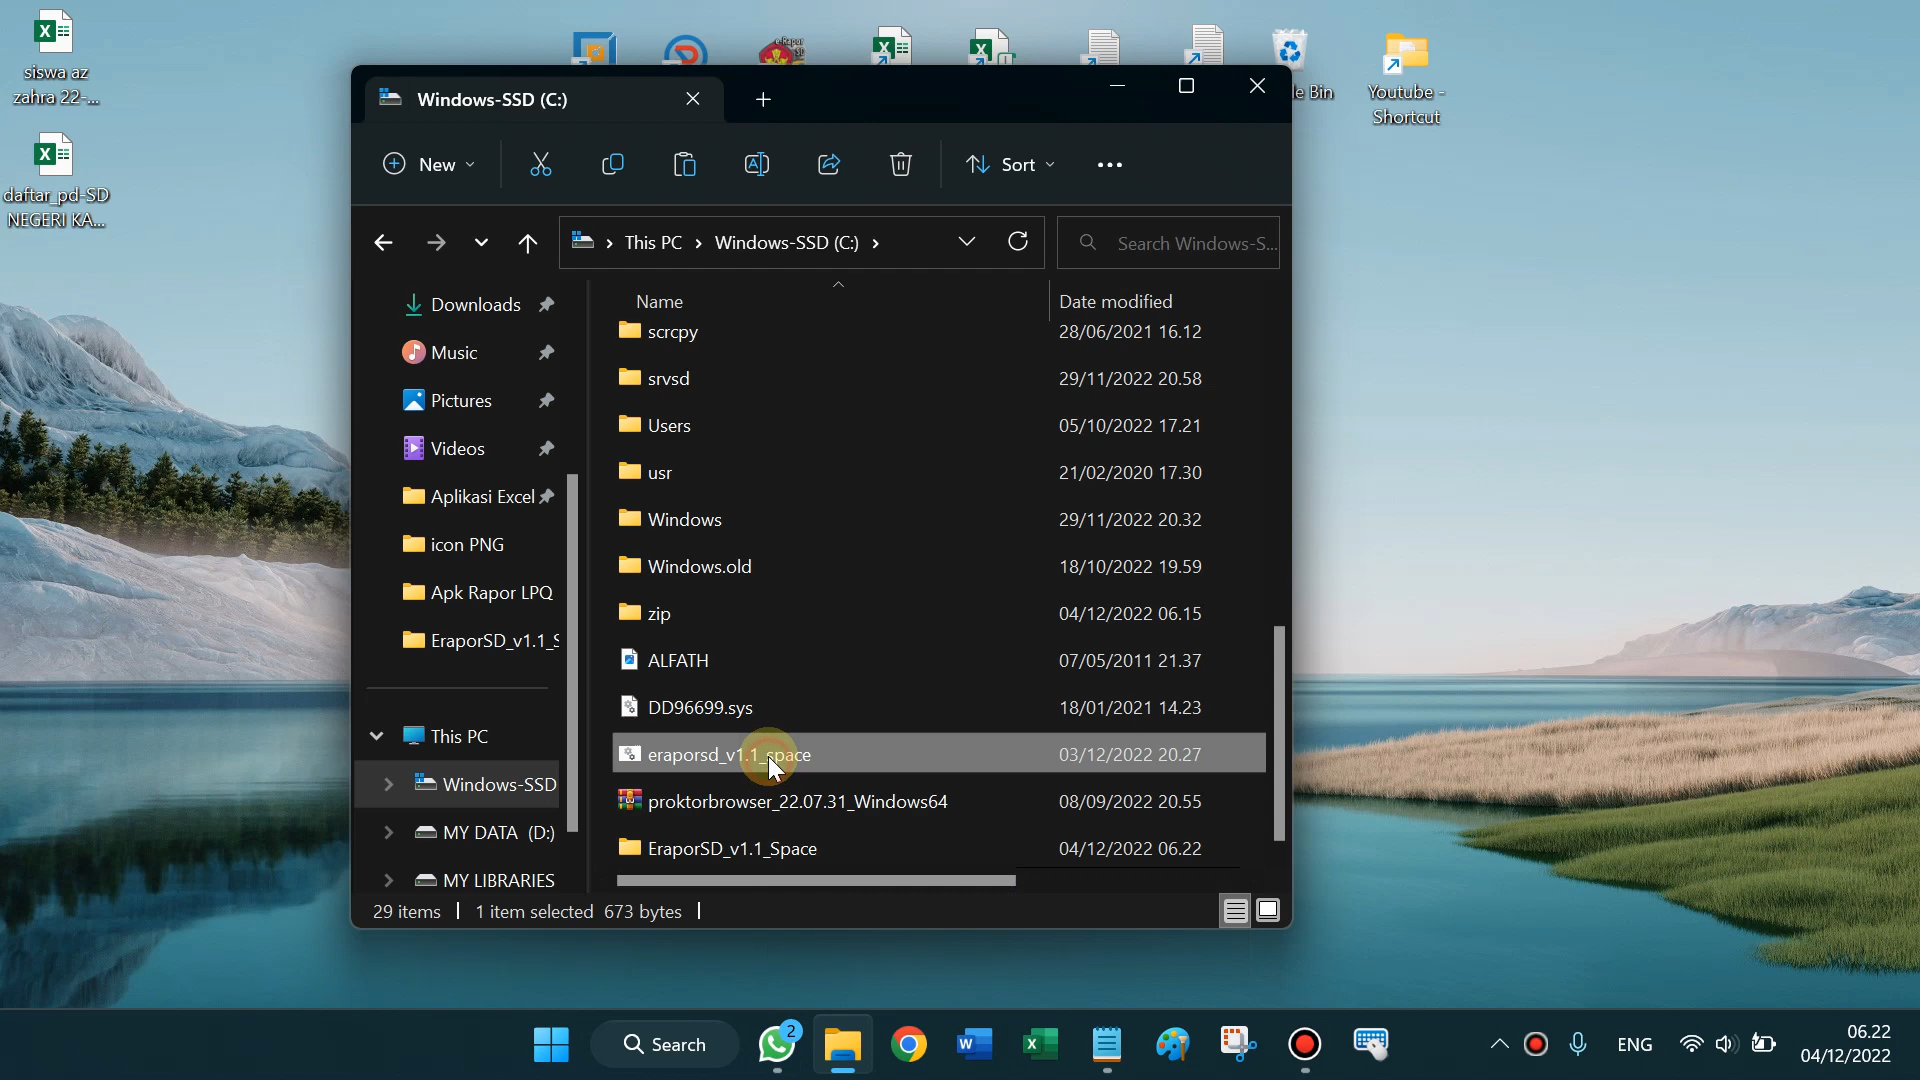 siswa az
zahra 22-...
daftar_pd-SD
NEGERI KA...
e-Rapor
SD
le Bin
Youtube -
Shortcut
Windows-SSD (C:)
New
Sort
This PC
Windows-SSD (C:)
Search Windows-S...
Name
Date modified
Downloads
Music
Pictures
Videos
Aplikasi Excel
icon PNG
Apk Rapor LPQ
EraporSD_v1.1_S
This PC
Windows-SSD
MY DATA (D:)
MY LIBRARIES
scrcpy 28/06/2021 16.12
srvsd 29/11/2022 20.58
Users 05/10/2022 17.21
usr 21/02/2020 17.30
Windows 29/11/2022 20.32
Windows.old 18/10/2022 19.59
zip 04/12/2022 06.15
ALFATH 07/05/2011 21.37
DD96699.sys 18/01/2021 14.23
eraporsd_v1.1_space 03/12/2022 20.27
proktorbrowser_22.07.31_Windows64 08/09/2022 20.55
EraporSD_v1.1_Space 04/12/2022 06.22
29 items
1 item selected 673 bytes
Search
2
ENG
06.22
04/12/2022